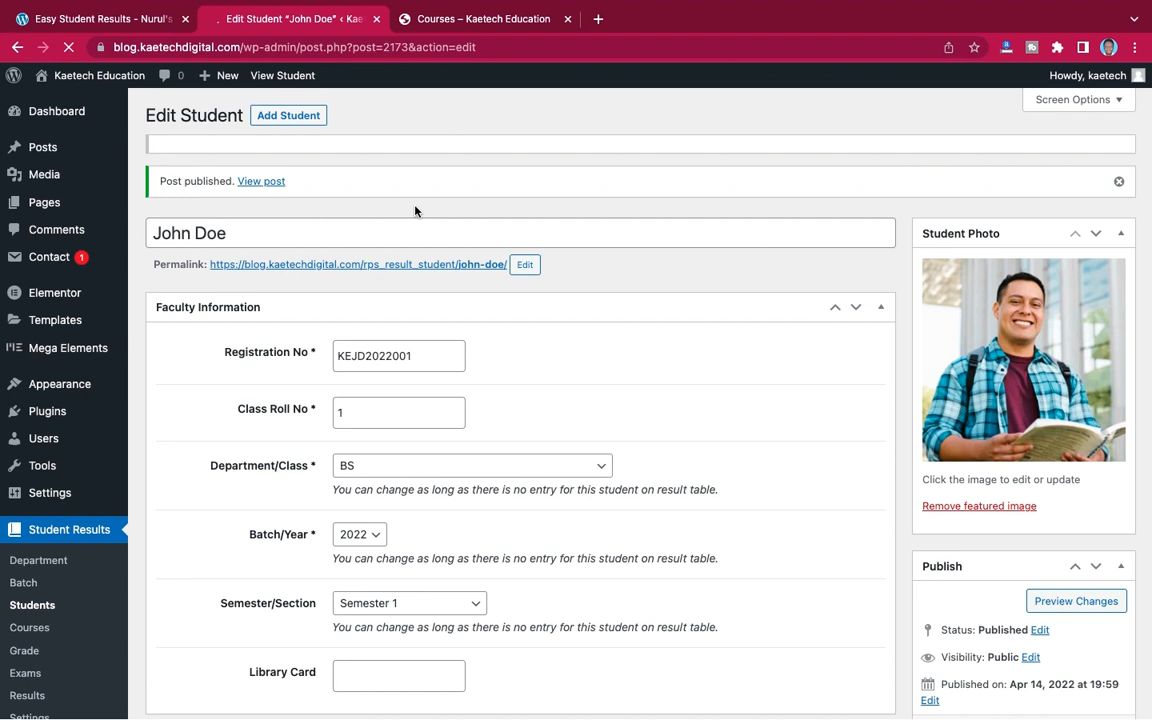 Easy Student Results - Nurul's
Edit Student “John Doe” ‹ Kae
Courses – Kaetech Education
blog.kaetechdigital.com/wp-admin/post.php?post=2173&action=edit
Kaetech Education
0
New
View Student
Howdy, kaetech
Dashboard
Posts
Media
Pages
Comments
Contact 1
Elementor
Templates
Mega Elements
Appearance
Plugins
Users
Tools
Settings
Student Results
Department
Batch
Students
Courses
Grade
Exams
Results
Settings
Screen Options
Edit Student
Add Student
Post published. View post
John Doe
Permalink: https://blog.kaetechdigital.com/rps_result_student/john-doe/ Edit
Faculty Information
Registration No *
KEJD2022001
Class Roll No *
1
Department/Class *
BS
You can change as long as there is no entry for this student on result table.
Batch/Year *
2022
You can change as long as there is no entry for this student on result table.
Semester/Section
Semester 1
You can change as long as there is no entry for this student on result table.
Library Card
Student Photo
Click the image to edit or update
Remove featured image
Publish
Preview Changes
Status: Published Edit
Visibility: Public Edit
Published on: Apr 14, 2022 at 19:59
Edit